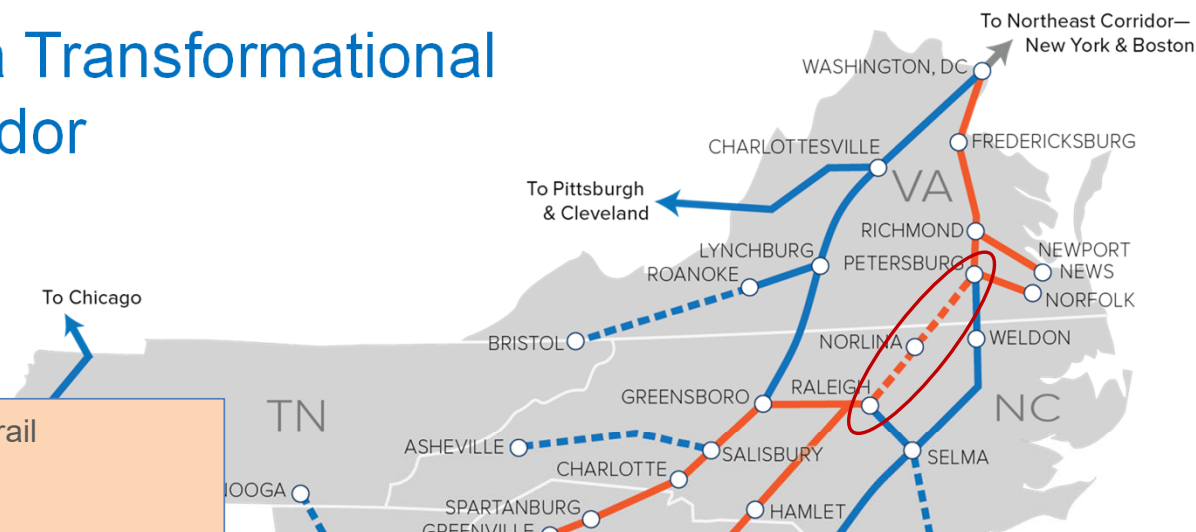 Transformational
To Northeast Corridor—
New York & Boston
WASHINGTON, DC
FREDERICKSBURG
CHARLOTTESVILLE
VA
To Pittsburgh
& Cleveland
RICHMOND
NEWPORT
NEWS
LYNCHBURG
PETERSBURG
ROANOKE
NORFOLK
To Chicago
BRISTOL
NORLINA
WELDON
RALEIGH
GREENSBORO
TN
NC
rail
ASHEVILLE
SALISBURY
SELMA
CHARLOTTE
SPARTANBURG
HAMLET
GREENVILLE